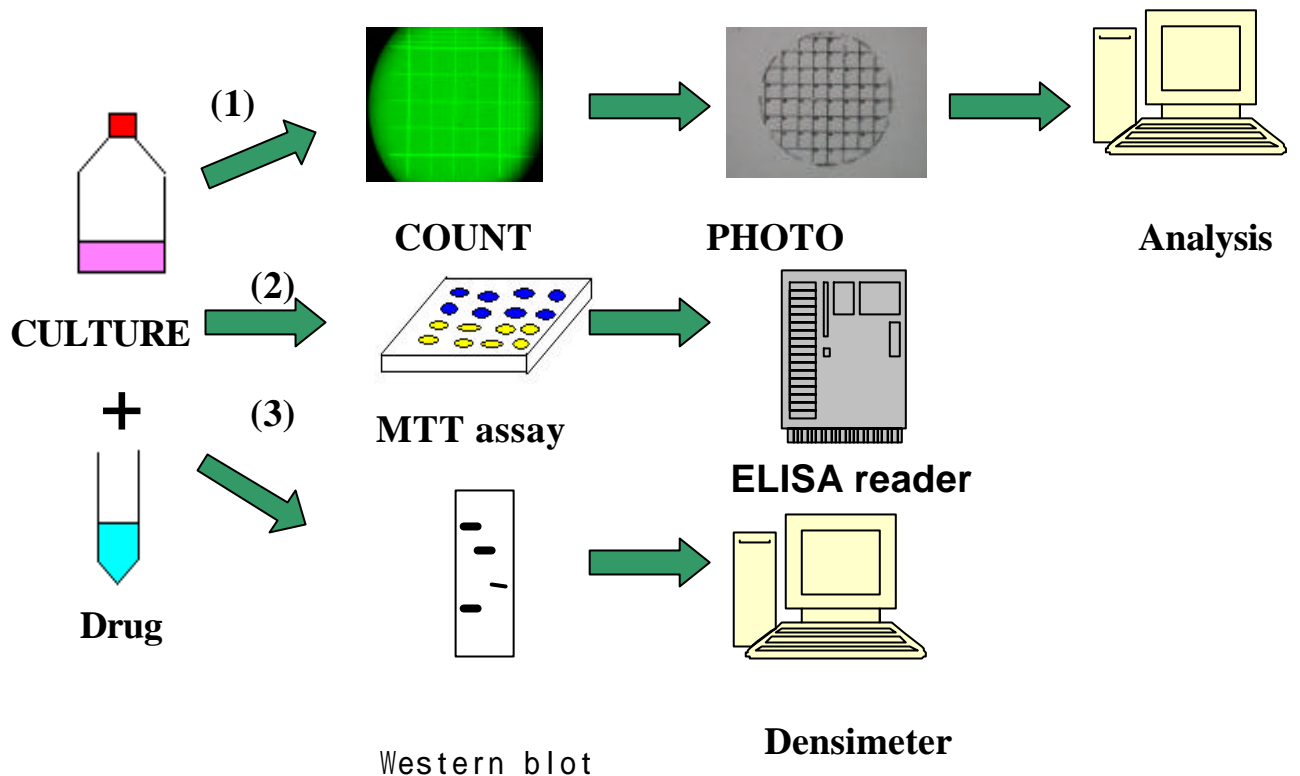 (1)
COUNT
PHOTO
Analysis
CULTURE
(2)
MTT assay
ELISA reader
+
(3)
Drug
Western blot
Densimeter